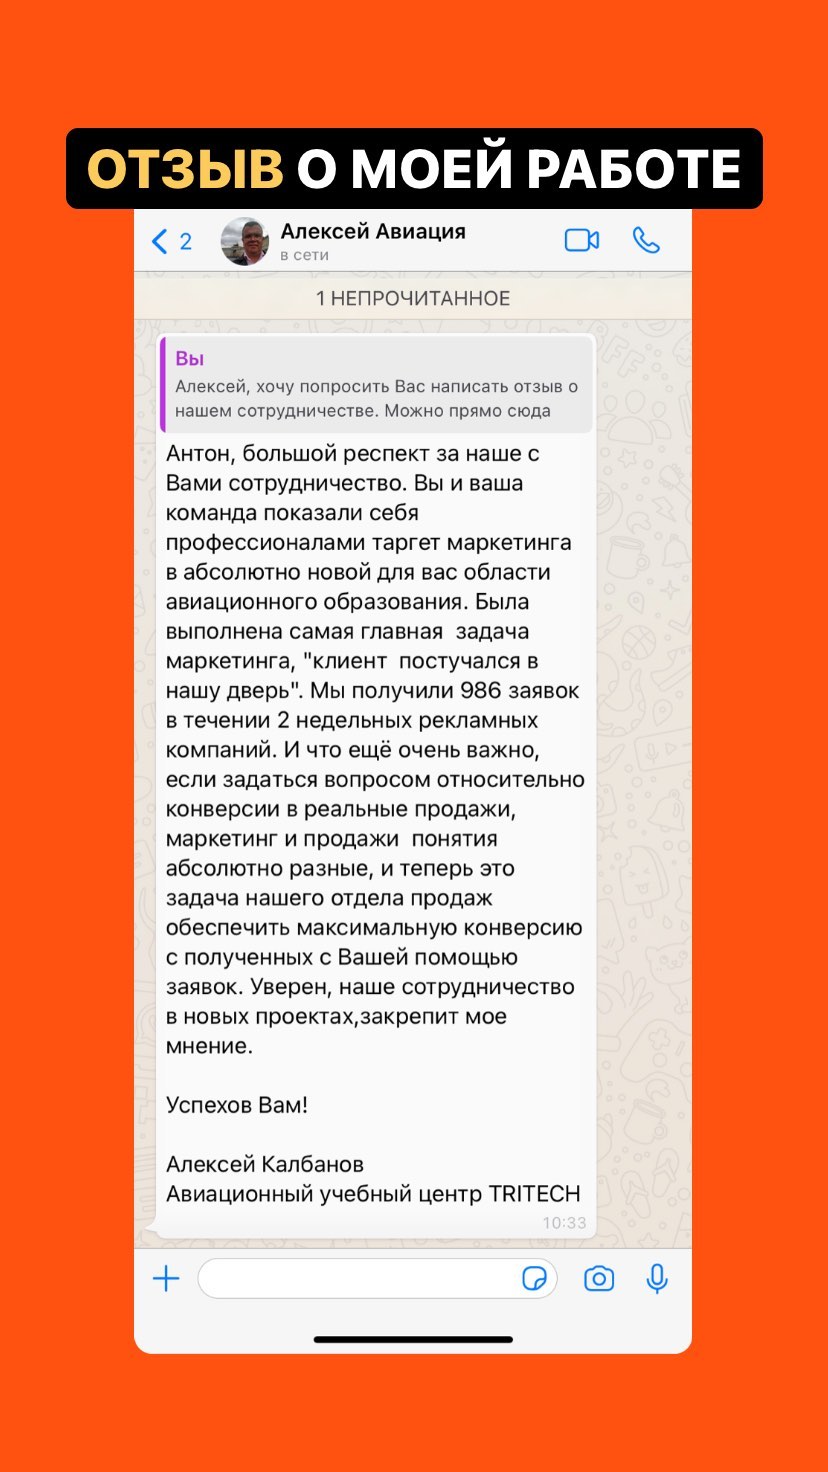 ОТЗЫВ О МОЕЙ РАБОТЕ
2
Алексей Авиация
в сети
1 НЕПРОЧИТАННОЕ
Вы
Алексей, хочу попросить Вас написать отзыв о
нашем сотрудничестве. Можно прямо сюда
Антон, большой респект за наше с
Вами сотрудничество. Вы и ваша
команда показали себя
профессионалами таргет маркетинга
в абсолютно новой для вас области
авиационного образования. Была
выполнена самая главная  задача
маркетинга, "клиент  постучался в
нашу дверь". Мы получили 986 заявок
в течении 2 недельных рекламных
компаний. И что ещё очень важно,
если задаться вопросом относительно
конверсии в реальные продажи,
маркетинг и продажи  понятия
абсолютно разные, и теперь это
задача нашего отдела продаж
обеспечить максимальную конверсию
с полученных с Вашей помощью
заявок. Уверен, наше сотрудничество
в новых проектах,закрепит мое
мнение.
Успехов Вам!
Алексей Калбанов
Авиационный учебный центр TRITECH
10:33